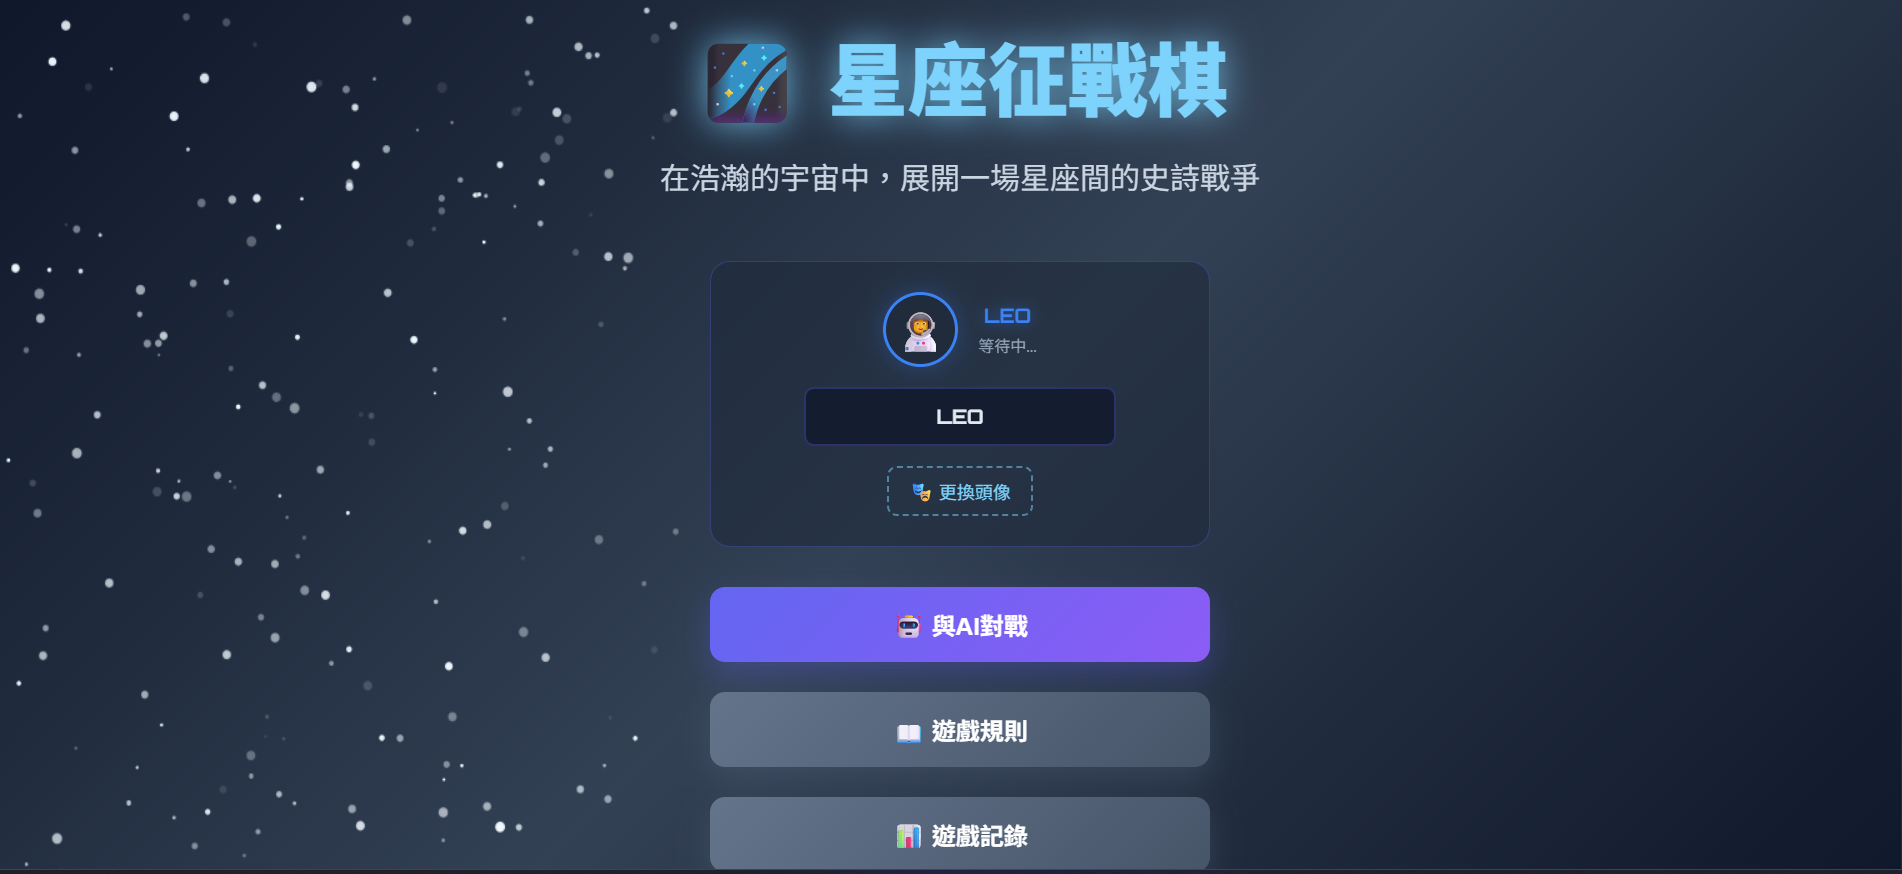 星座征戰棋
在浩瀚的宇宙中，展開一場星座間的史詩戰爭
LEO
等待中...
LEO
更換頭像
與AI對戰
遊戲規則
遊戲記錄